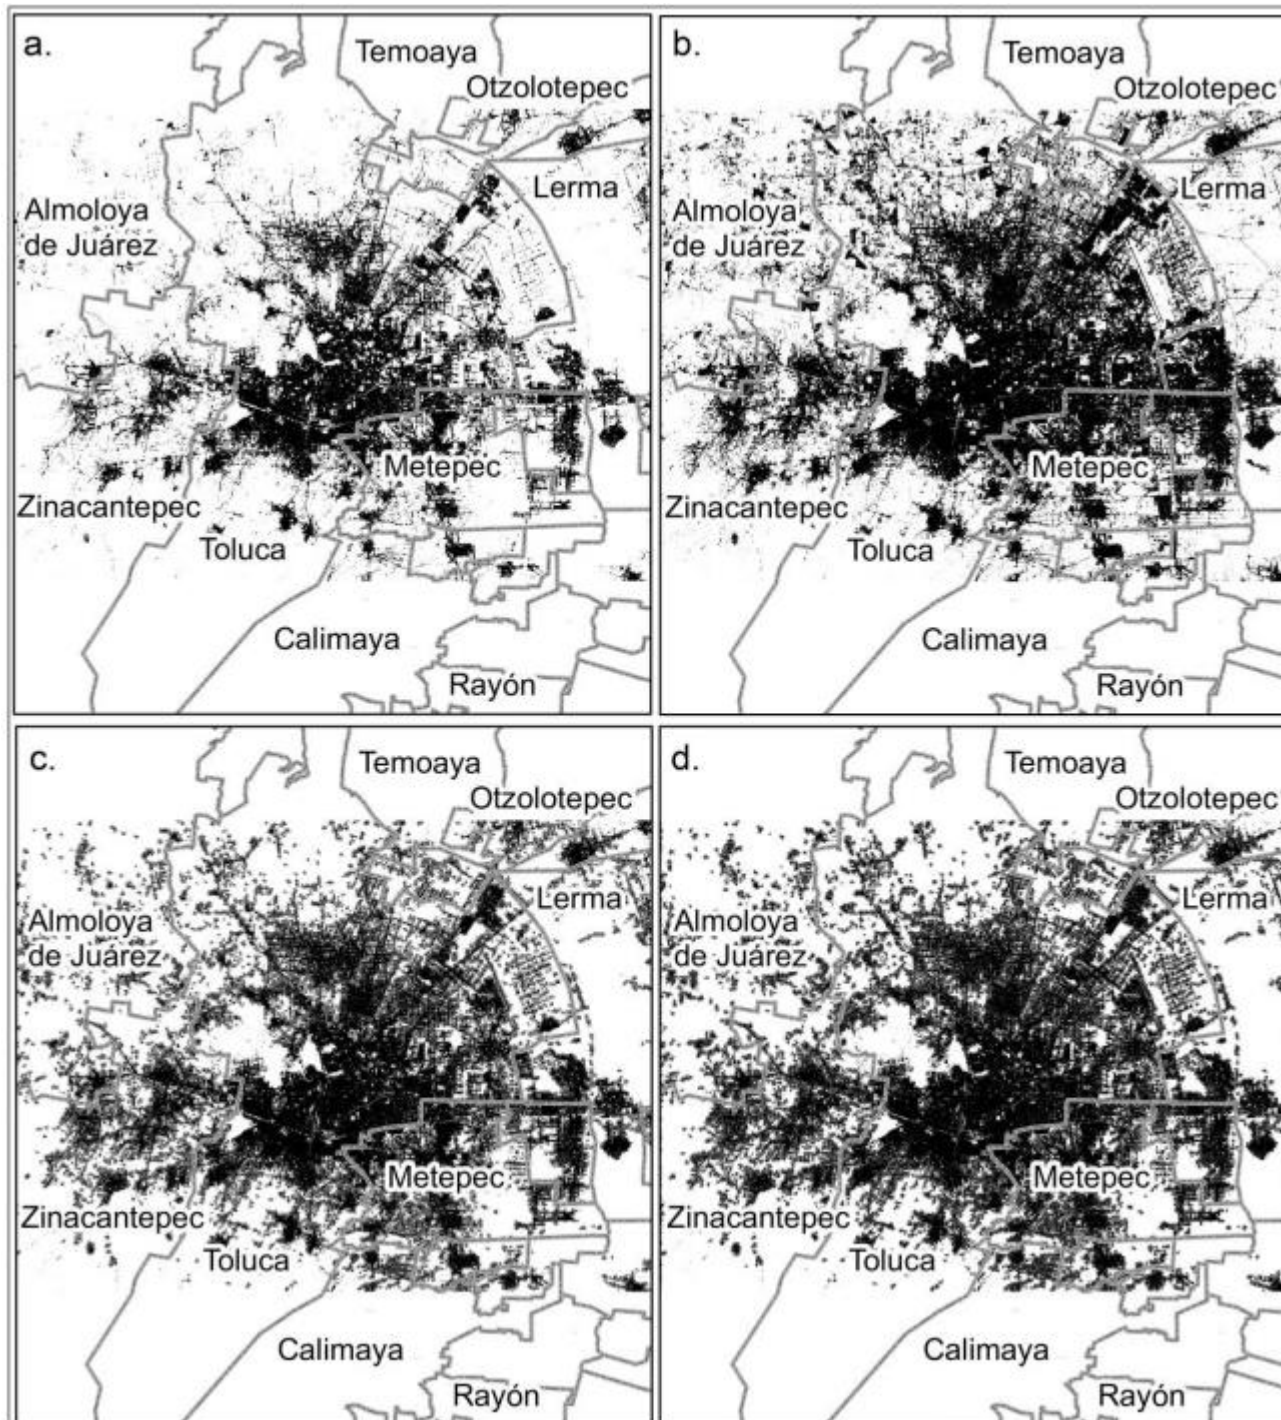 a.
Temoaya
Otzolotepec
Lerma
Almoloya
de Juárez
Metepec
Zinacantepec
Toluca
Calimaya
Rayón
b.
Otzolotepec
Lerma
Almoloya
de Juárez
Metepec
Zinacantepec
Toluca
Calimaya
Rayón
c.
Temoaya
Otzolotepec
Lerma
Almoloya
de Juárez
Metepec
Zinacantepec
Toluca
Calimaya
Rayón
d.
Temoaya
Otzolotepec
Lerma
Almoloya
de Juárez
Metepec
Zinacantepec
Toluca
Calimaya
Rayón